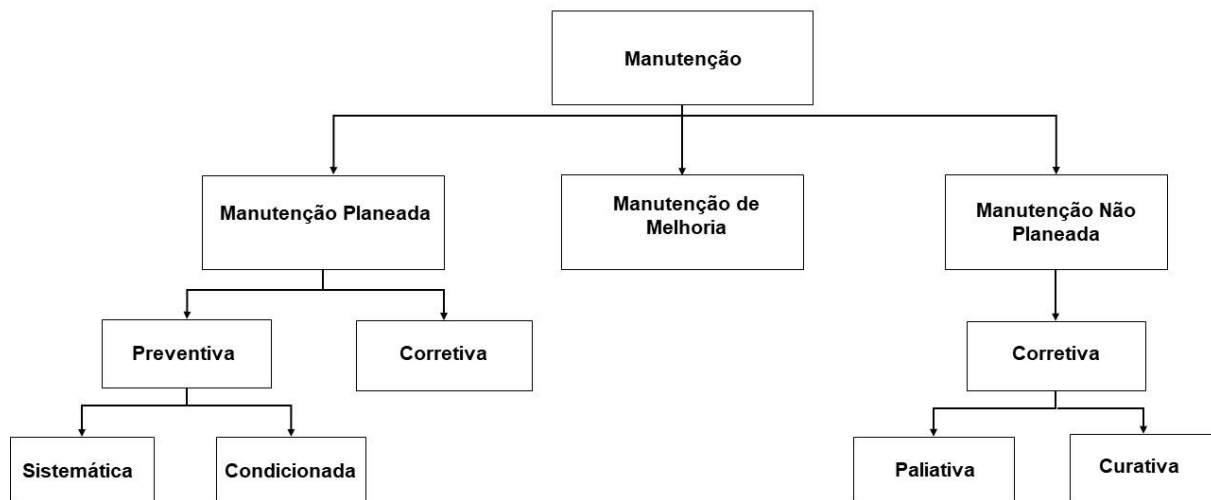 Manutenção
Manutenção Planeada
Manutenção de
Melhoria
Manutenção Não
Planeada
Preventiva
Corretiva
Corretiva
Sistemática
Condicionada
Paliativa
Curativa